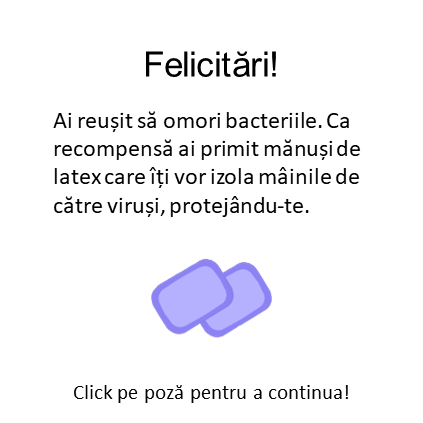 Felicitări!
Ai reușit să omori bacteriile. Ca
recompensă ai primit mănuși de
latex care îți vor izola mâinile de
către viruși, protejându-te.
Click pe poză pentru a continua!